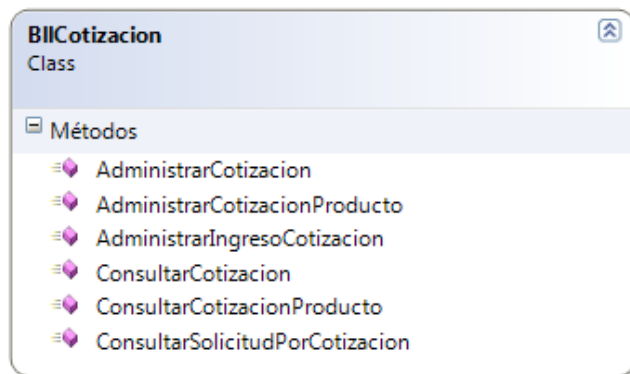 BllCotizacion
Class
Métodos
AdministrarCotizacion
AdministrarCotizacionProducto
AdministrarIngresoCotizacion
ConsultarCotizacion
ConsultarCotizacionProducto
ConsultarSolicitudPorCotizacion